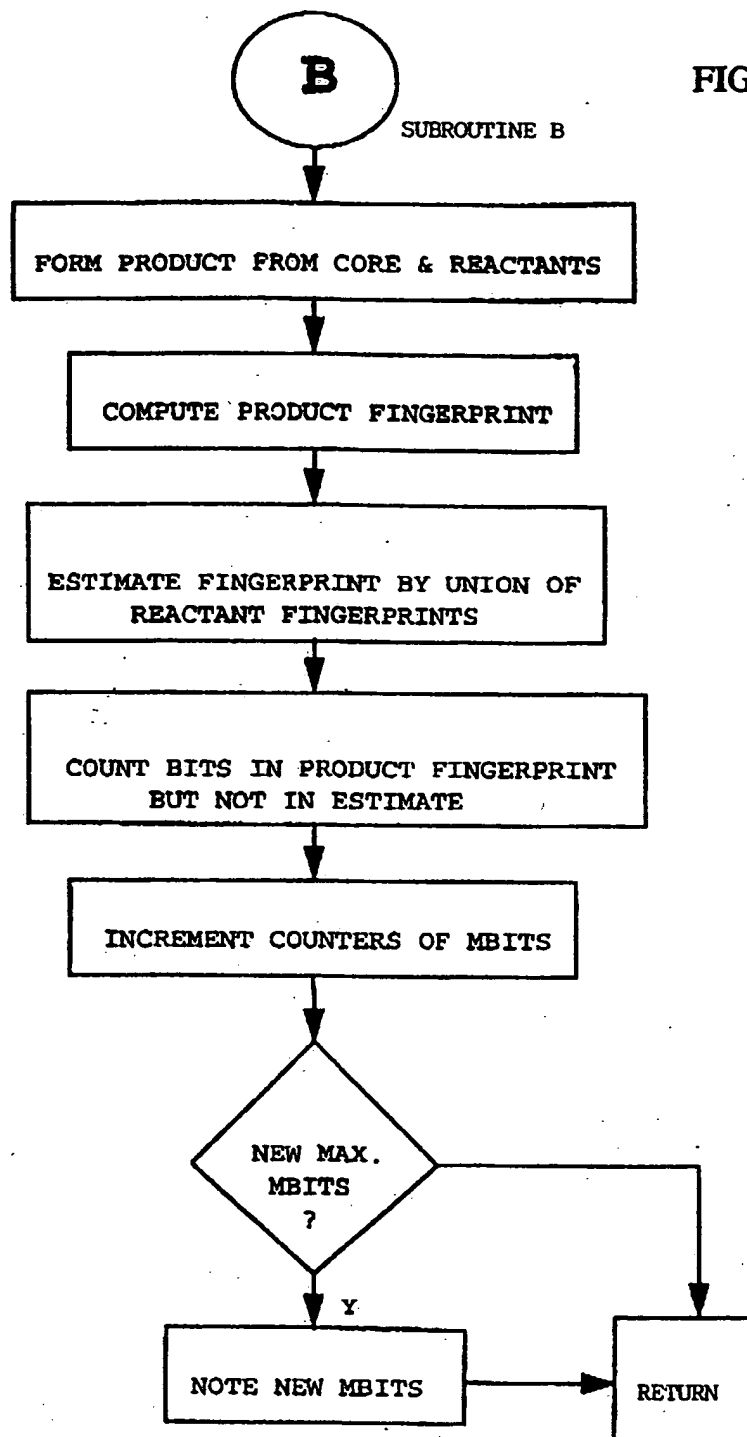 B
FIG
SUBROUTINE B
FORM PRODUCT FROM CORE & REACTANTS
COMPUTE PRODUCT FINGERPRINT
ESTIMATE FINGERPRINT BY UNION OF
REACTANT FINGERPRINTS
COUNT BITS IN PRODUCT FINGERPRINT
BUT NOT IN ESTIMATE
INCREMENT COUNTERS OF MBITS
NEW MAX.
MBITS
?
Y
NOTE NEW MBITS
RETURN